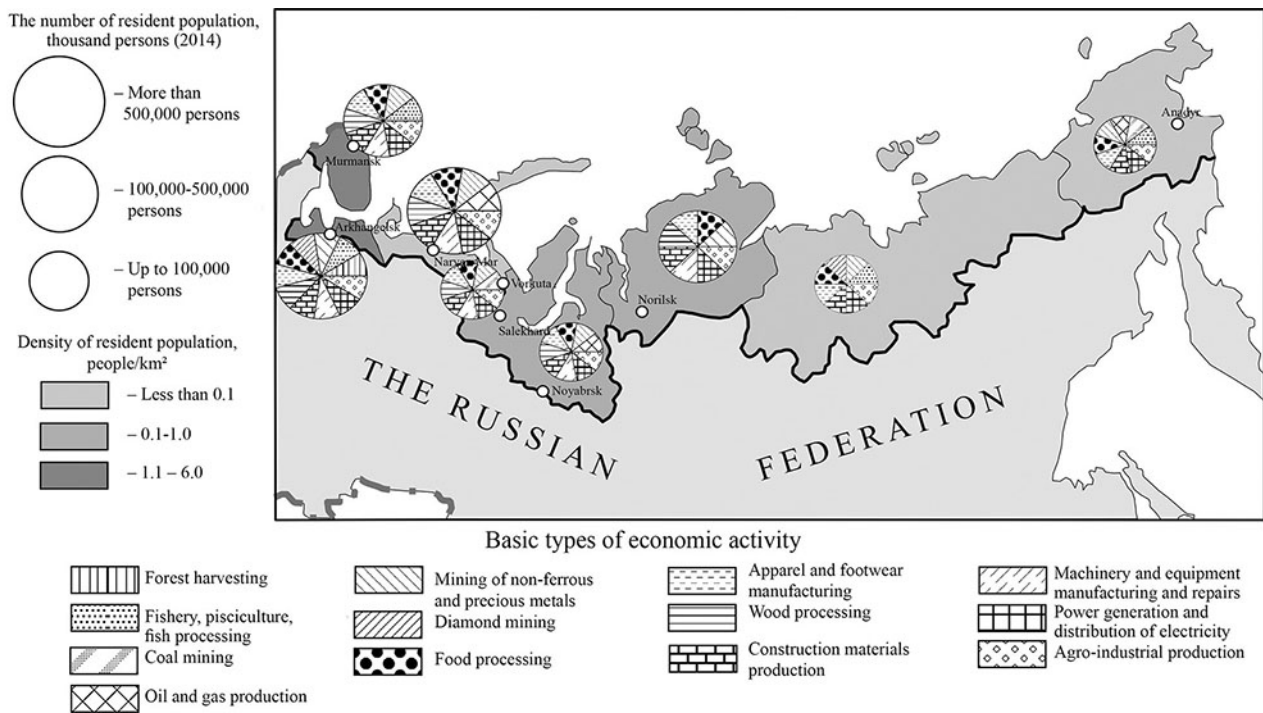 The number of resident population,
thousand persons (2014)
– More than
500,000 persons
– 100,000-500,000
persons
– Up to 100,000
persons
Density of resident population,
people/km²
– Less than 0.1
– 0.1-1.0
– 1.1 – 6.0
Murmansk
Arkhangelsk
Naryan-Mar
Vorkuta
Salekhard
Noyabrsk
Norilsk
Anadyr
THE RUSSIAN
FEDERATION
Basic types of economic activity
Forest harvesting
Fishery, pisciculture,
fish processing
Coal mining
Oil and gas production
Mining of non-ferrous
and precious metals
Diamond mining
Food processing
Apparel and footwear
manufacturing
Wood processing
Construction materials
production
Machinery and equipment
manufacturing and repairs
Power generation and
distribution of electricity
Agro-industrial production